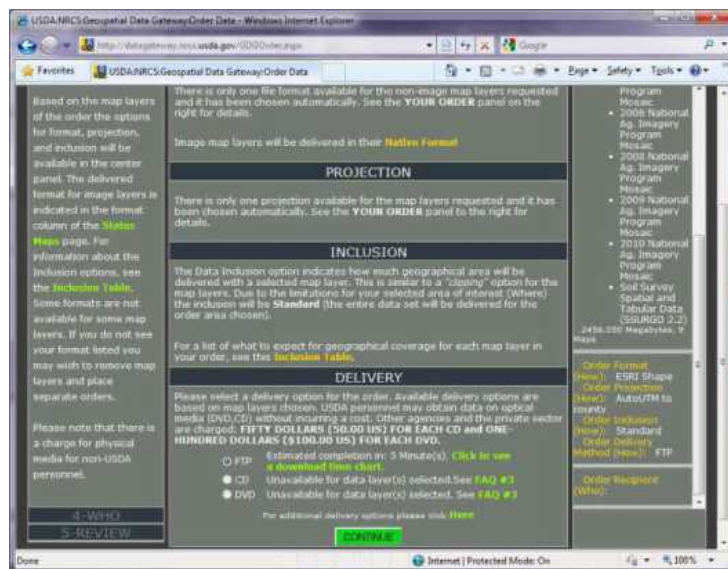 USDA:NRCS:Geospatial Data Gateway:Order Data - Windows Internet Explorer
http://datagateway.nrcs.usda.gov/GDGOrder.aspx
Google
Favorites
USDA:NRCS:Geospatial Data Gateway:Order Data
Page
Safety
Tools
Based on the map layers
of the order the options
for format, projection,
and inclusion will be
available in the center
panel. The delivered
format for image layers is
indicated in the format
column of the Status
Maps page. For
information about the
Inclusion options, see
the Inclusion Table.
Some formats are not
available for some map
layers. If you do not see
your format listed you
may wish to remove map
layers and place
separate orders.
Please note that there is
a charge for physical
media for non-USDA
personnel.
4-WHO
5-REVIEW
There is only one file format available for the non-image map layers requested
and it has been chosen automatically. See the YOUR ORDER panel on the
right for details.
Image map layers will be delivered in their Native Format
PROJECTION
There is only one projection available for the map layers requested and it has
been chosen automatically. See the YOUR ORDER panel to the right for
details.
INCLUSION
The Data Inclusion option indicates how much geographical area will be
delivered with a selected map layer. This is similar to a "clipping" option for the
map layers. Due to the limitations for your selected area of interest (Where)
the inclusion will be Standard (the entire data set will be delivered for the
order area chosen).
For a list of what to expect for geographical coverage for each map layer in
your order, see this Inclusion Table.
DELIVERY
Please select a delivery option for the order. Available delivery options are
based on map layers chosen. USDA personnel may obtain data on optical
media (DVD,CD) without incurring a cost. Other agencies and the private sector
are charged: FIFTY DOLLARS (50.00 US) FOR EACH CD and ONE-
HUNDRED DOLLARS ($100.00 US) FOR EACH DVD.
FTP Estimated completion in: 5 Minute(s). Click to see
a download time chart.
CD Unavailable for data layer(s) selected.See FAQ #3
DVD Unavailable for data layer(s) selected. See FAQ #3
For additional delivery options please click Here
CONTINUE
Program
Mosaic
2006 National
Ag. Imagery
Program
Mosaic
2008 National
Ag. Imagery
Program
Mosaic
2009 National
Ag. Imagery
Program
Mosaic
2010 National
Ag. Imagery
Program
Mosaic
Soil Survey
Spatial and
Tabular Data
(SSURGO 2.2)
Megabytes, 9
Maps
Order Format
(How): ESRI Shape
Order Projection
(How): AutoUTM to
county
Order Inclusion
(How): Standard
Order Delivery
Method (How): FTP
Order Recipient
(Who):
Done
Internet | Protected Mode: On
100%